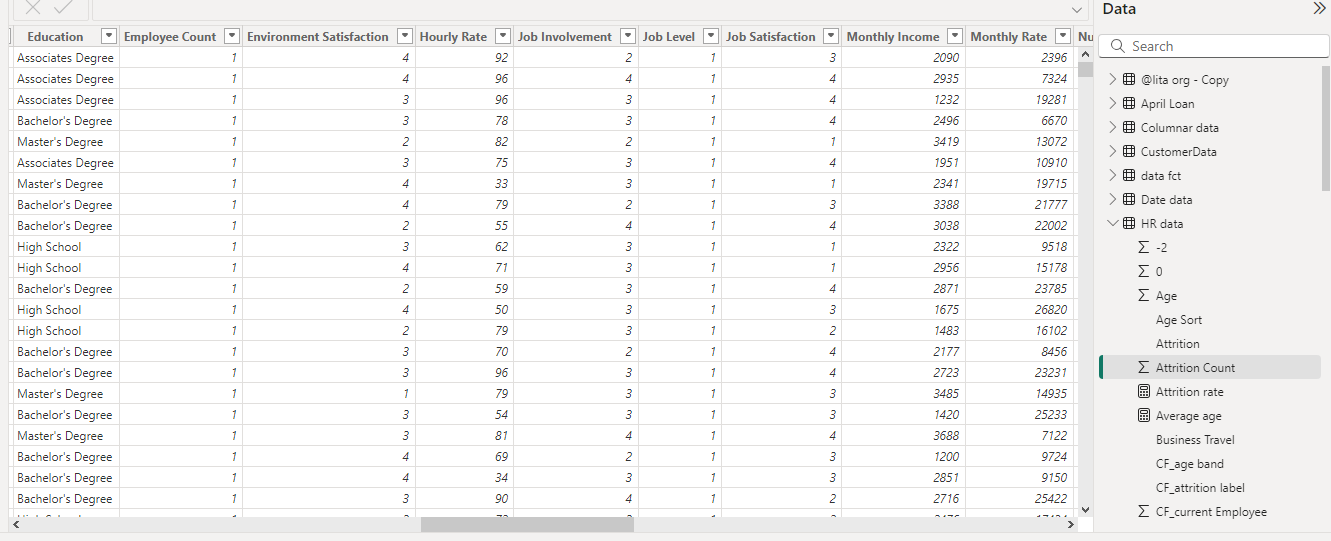 Data
Search
Education Employee Count Environment Satisfaction Hourly Rate Job Involvement Job Level Job Satisfaction Monthly Income Monthly Rate Nu
Associates Degree 1 4 92 2 1 3 2090 2396
Associates Degree 1 4 96 4 1 4 2935 7324
Associates Degree 1 3 96 3 1 4 1232 19281
Bachelor's Degree 1 3 78 3 1 4 2496 6670
Master's Degree 1 2 82 2 1 1 3419 13072
Associates Degree 1 3 75 3 1 4 1951 10910
Master's Degree 1 4 33 3 1 1 2341 19715
Bachelor's Degree 1 4 79 2 1 3 3388 21777
Bachelor's Degree 1 2 55 4 1 4 3038 22002
High School 1 3 62 3 1 1 2322 9518
High School 1 4 71 3 1 1 2956 15178
Bachelor's Degree 1 2 59 3 1 4 2871 23785
High School 1 4 50 3 1 3 1675 26820
High School 1 2 79 3 1 2 1483 16102
Bachelor's Degree 1 3 70 2 1 4 2177 8456
Bachelor's Degree 1 3 96 3 1 4 2723 23231
Master's Degree 1 1 79 3 1 3 3485 14935
Bachelor's Degree 1 3 54 3 1 3 1420 25233
Master's Degree 1 3 81 4 1 4 3688 7122
Bachelor's Degree 1 4 69 2 1 3 1200 9724
Bachelor's Degree 1 4 34 3 1 3 2851 9150
Bachelor's Degree 1 3 90 4 1 2 2716 25422
@lita org - Copy
April Loan
Columnar data
CustomerData
data fct
Date data
HR data
Σ -2
Σ 0
Σ Age
Age Sort
Attrition
Σ Attrition Count
Attrition rate
Average age
Business Travel
CF_age band
CF_attrition label
Σ CF_current Employee